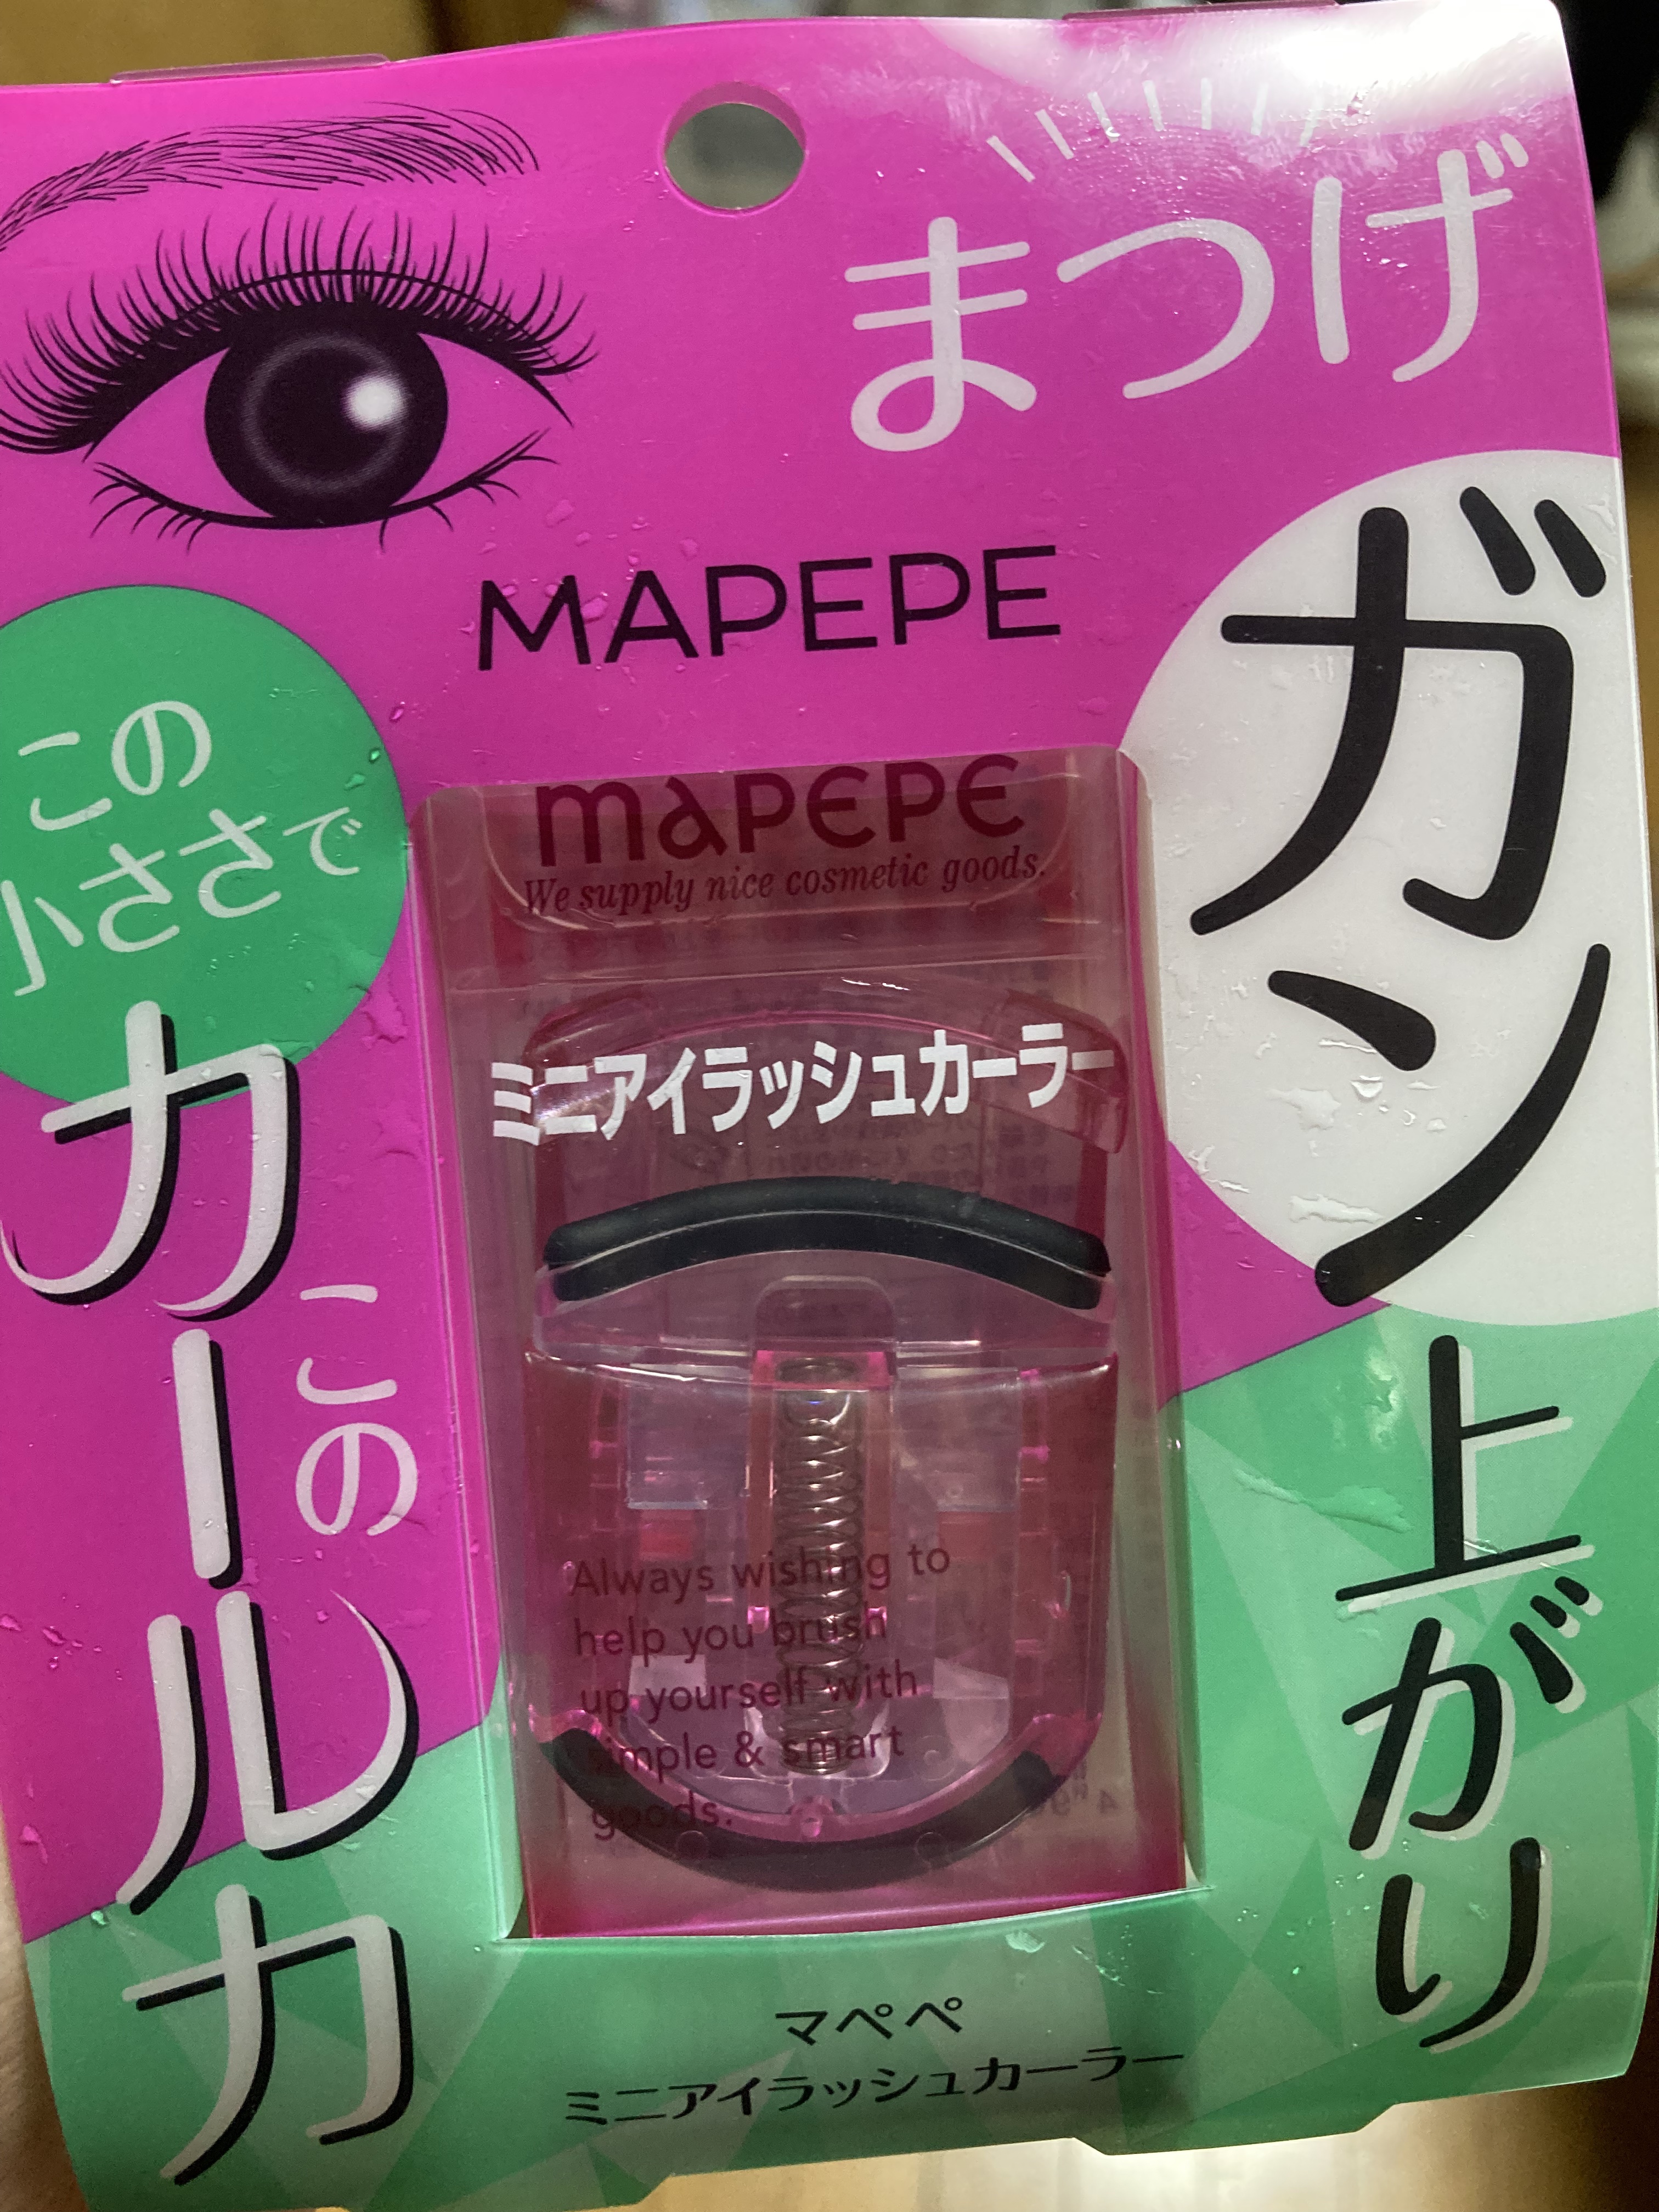 まつげ
ガン上がり
MAPEPE
この
小ささで
このカールカ
mapepe
We supply nice cosmetic goods.
ミニアイラッシュカーラー
Always wishing to
help you brush
up yourself with
simple & smart
goods.
マペペ
ミニアイラッシュカーラー